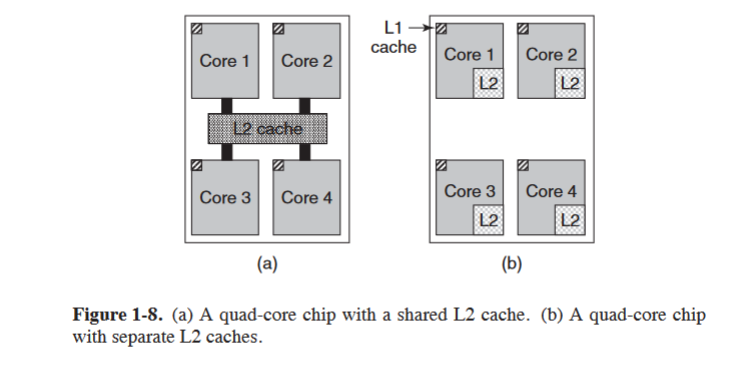 L1
cache
Core 1
Core 2
L2 cache
Core 3
Core 4
(a)
Core 1
L2
Core 2
L2
Core 3
L2
Core 4
L2
(b)
Figure 1-8. (a) A quad-core chip with a shared L2 cache. (b) A quad-core chip
with separate L2 caches.